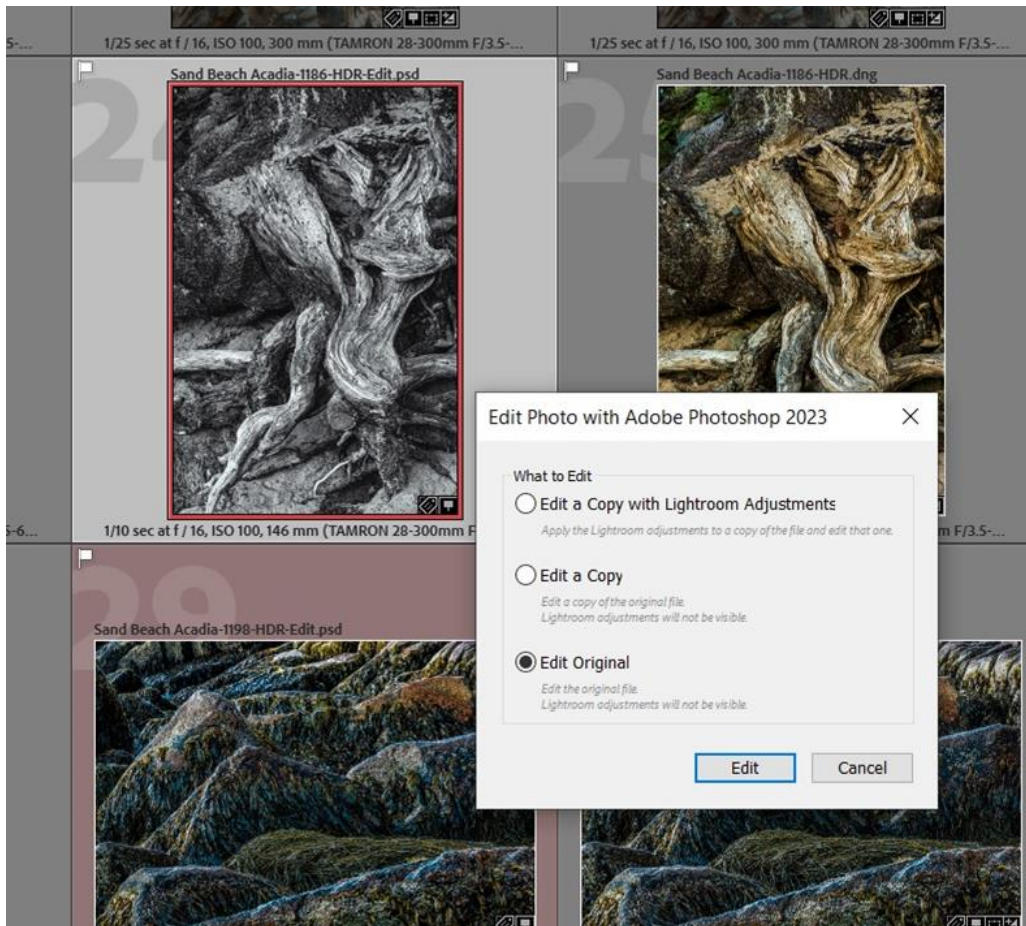 5-...
1/25 sec at f / 16, ISO 100, 300 mm (TAMRON 28-300mm F/3.5-...
1/25 sec at f / 16, ISO 100, 300 mm (TAMRON 28-300mm F/3.5-...
24
Sand Beach Acadia-1186-HDR-Edit.psd
25
Sand Beach Acadia-1186-HDR.dng
5-6...
1/10 sec at f / 16, ISO 100, 146 mm (TAMRON 28-300mm F
m F/3.5-...
29
Sand Beach Acadia-1198-HDR-Edit.psd
Edit Photo with Adobe Photoshop 2023
What to Edit
Edit a Copy with Lightroom Adjustments
Apply the Lightroom adjustments to a copy of the file and edit that one.
Edit a Copy
Edit a copy of the original file.
Lightroom adjustments will not be visible.
Edit Original
Edit the original file.
Lightroom adjustments will not be visible.
Edit
Cancel